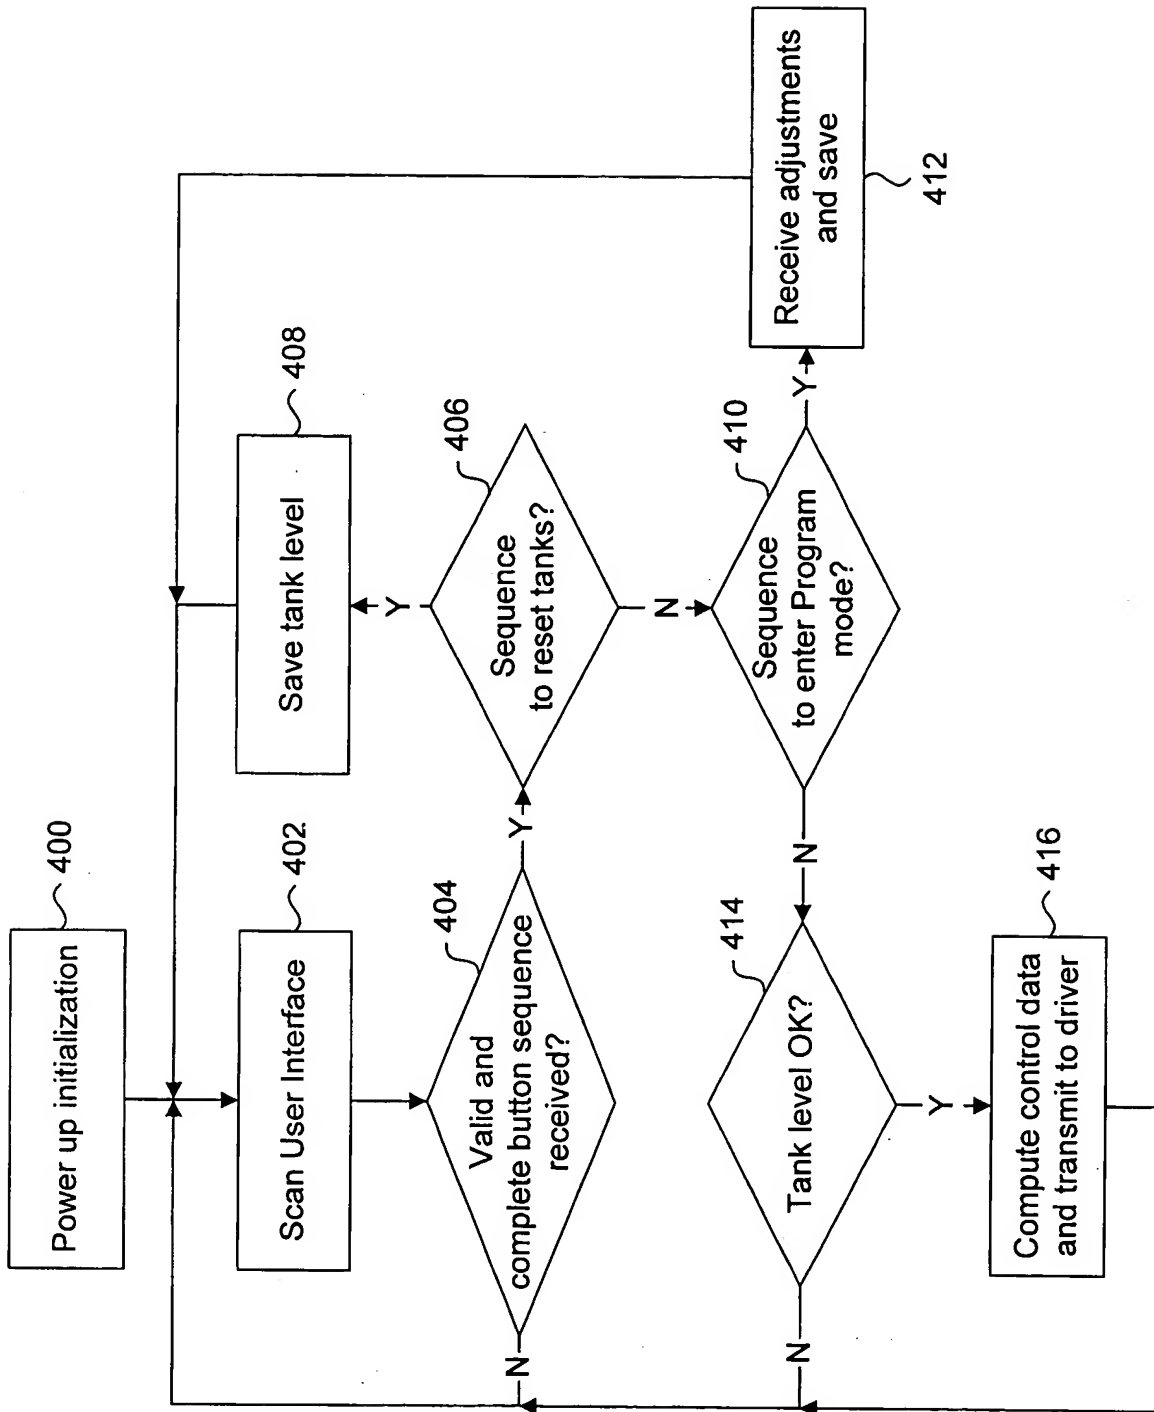 Power up initialization
400
Scan User Interface
402
Valid and
complete button sequence
received?
404
N
Y
Sequence
to reset tanks?
406
Y
Save tank level
408
N
Sequence
to enter Program
mode?
410
Y
Receive adjustments
and save
412
N
Tank level OK?
414
N
Y
Compute control data
and transmit to driver
416